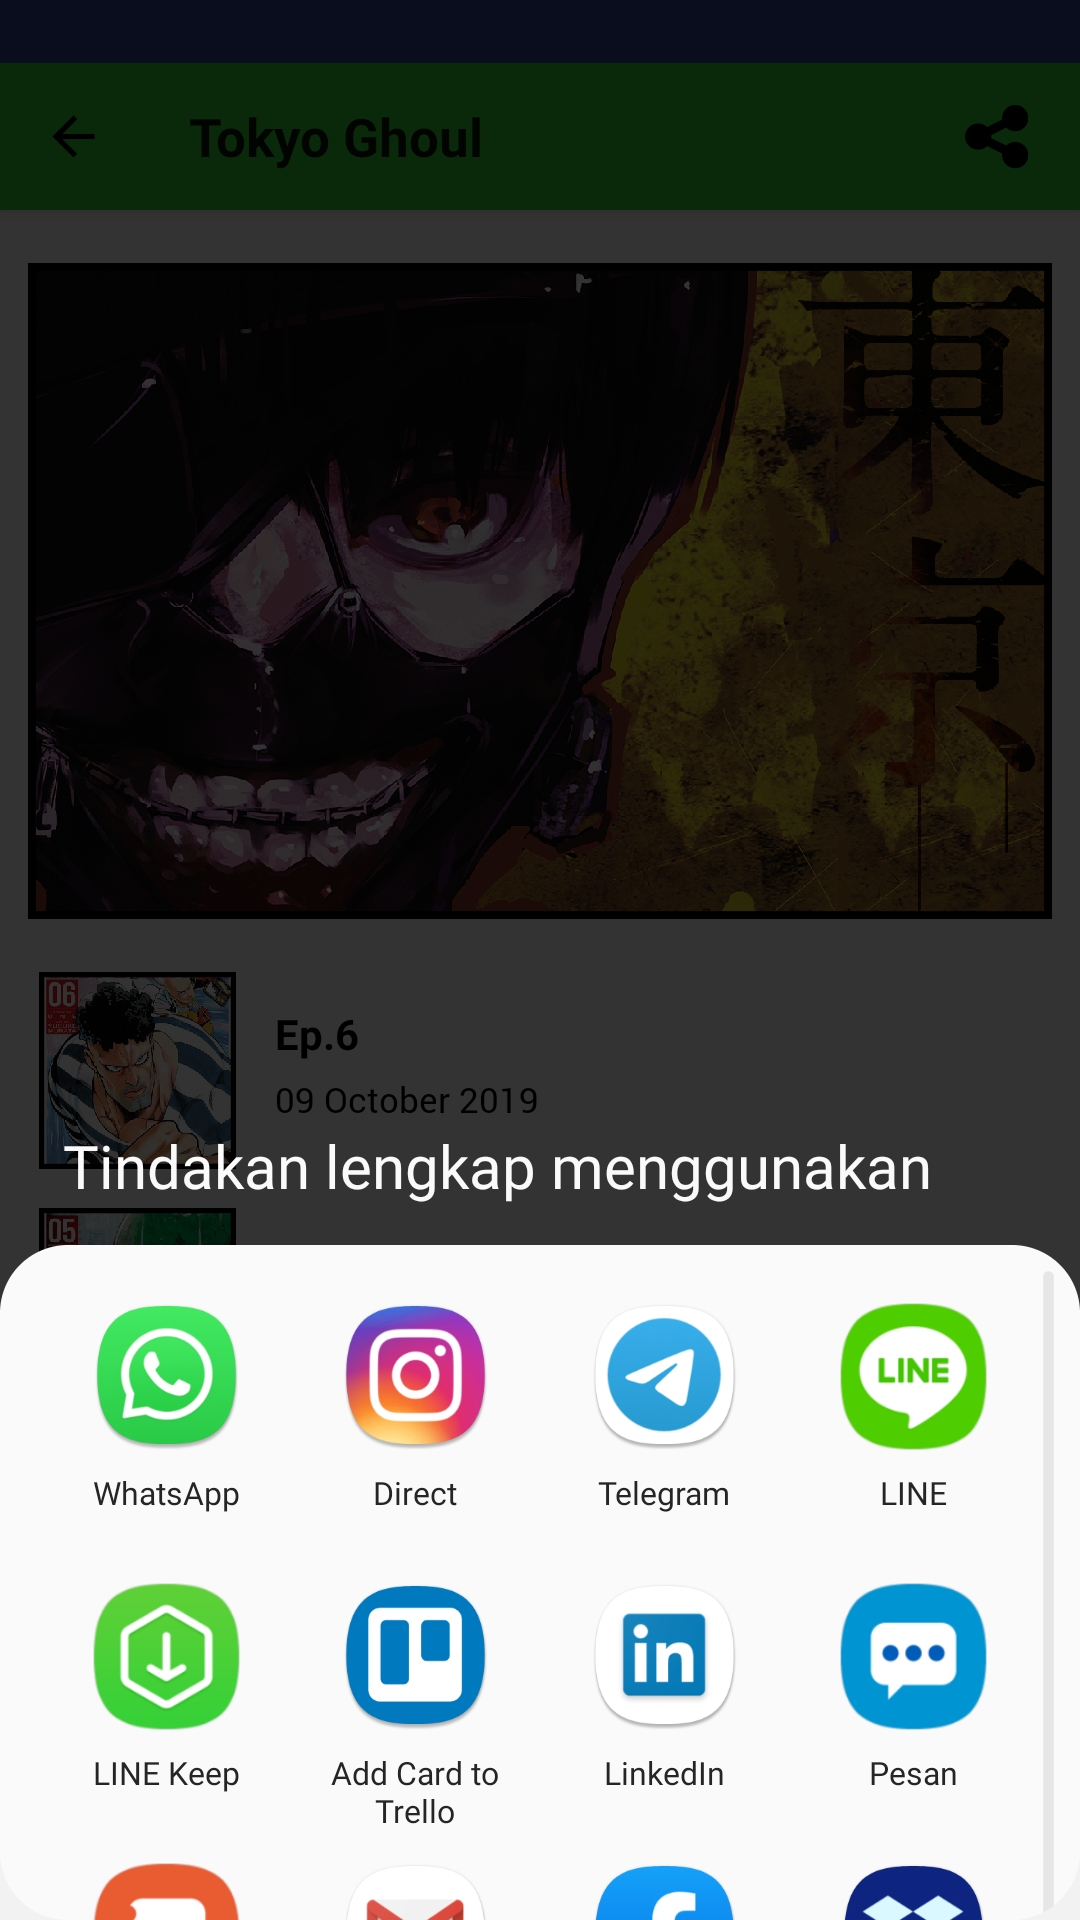 Tokyo Ghoul
東
京
06
Ep.6
09 October 2019
Tindakan lengkap menggunakan
05
LINE
WhatsApp
Direct
Telegram
LINE
in
LINE Keep
Add Card to
Trello
LinkedIn
Pesan